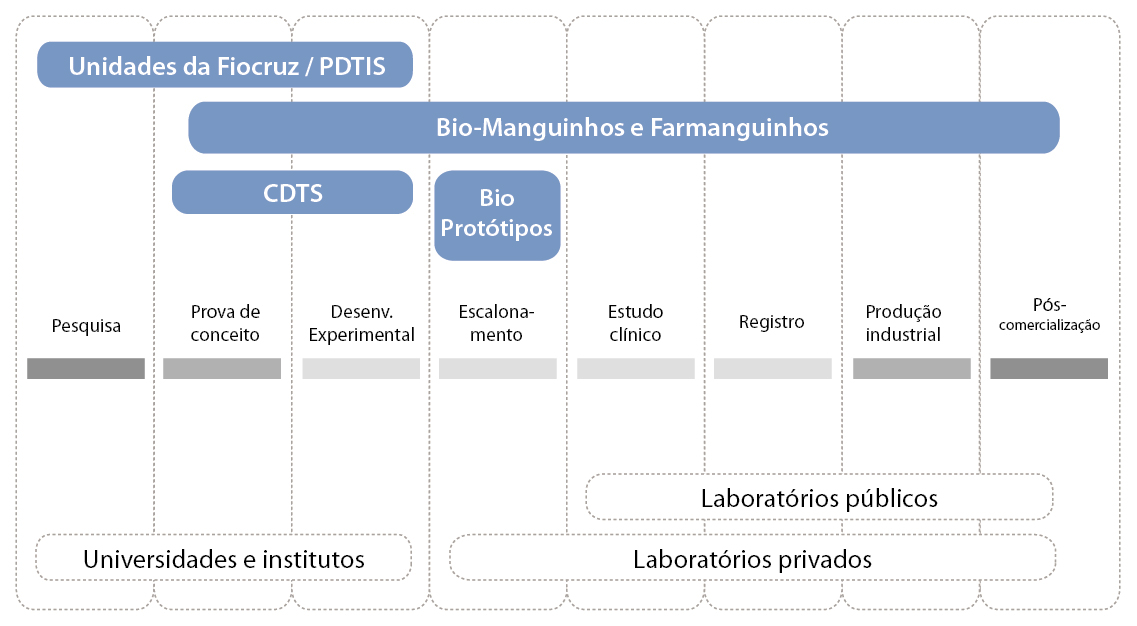 Unidades da Fiocruz / PDTIS
Bio-Manguinhos e Farmanguinhos
CDTS
Bio
Protótipos
Pesquisa
Prova de
conceito
Desenv.
Experimental
Escalona-
mento
Estudo
clínico
Registro
Produção
industrial
Pós-
comercialização
Laboratórios públicos
Universidades e institutos
Laboratórios privados